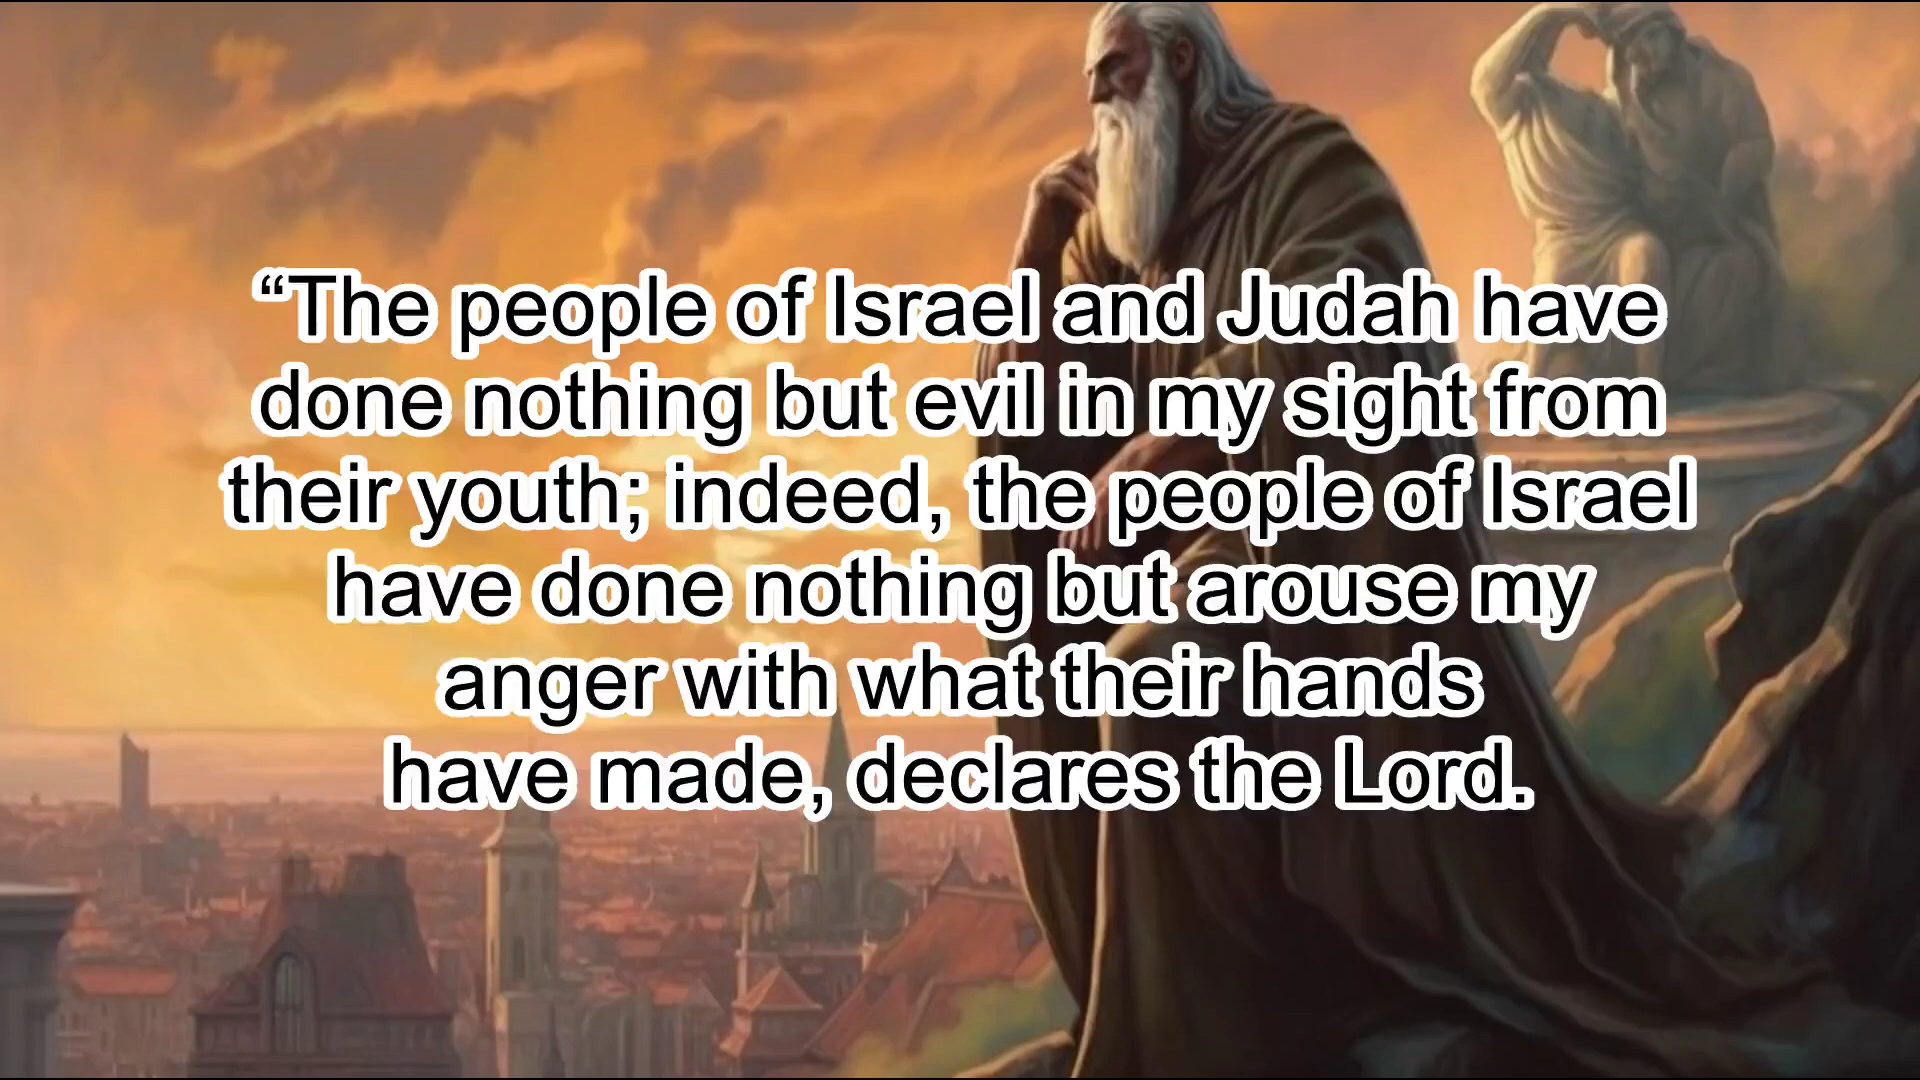 “The people of Israel and Judah have
done nothing but evil in my sight from
their youth; indeed, the people of Israel
have done nothing but arouse my
anger with what their hands
have made, declares the Lord.